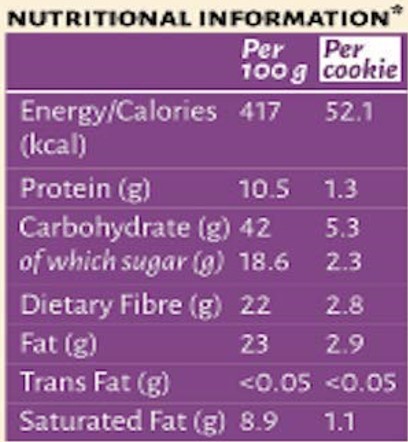 NUTRITIONAL INFORMATION*
Per 100 g Per cookie
Energy/Calories (kcal) 417 52.1
Protein (g) 10.5 1.3
Carbohydrate (g) 42 5.3
of which sugar (g) 18.6 2.3
Dietary Fibre (g) 22 2.8
Fat (g) 23 2.9
Trans Fat (g) <0.05 <0.05
Saturated Fat (g) 8.9 1.1